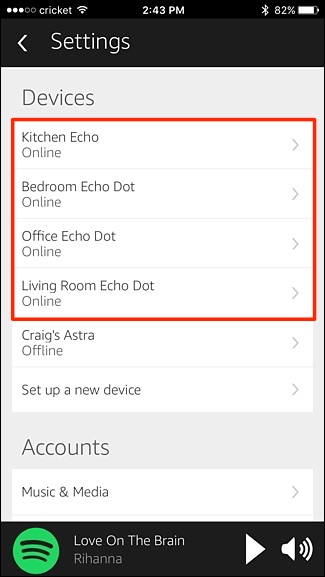 cricket 2:43 PM 82%
Settings
Devices
Kitchen Echo
Online
Bedroom Echo Dot
Online
Office Echo Dot
Online
Living Room Echo Dot
Online
Craig's Astra
Offline
Set up a new device
Accounts
Music & Media
Love On The Brain
Rihanna